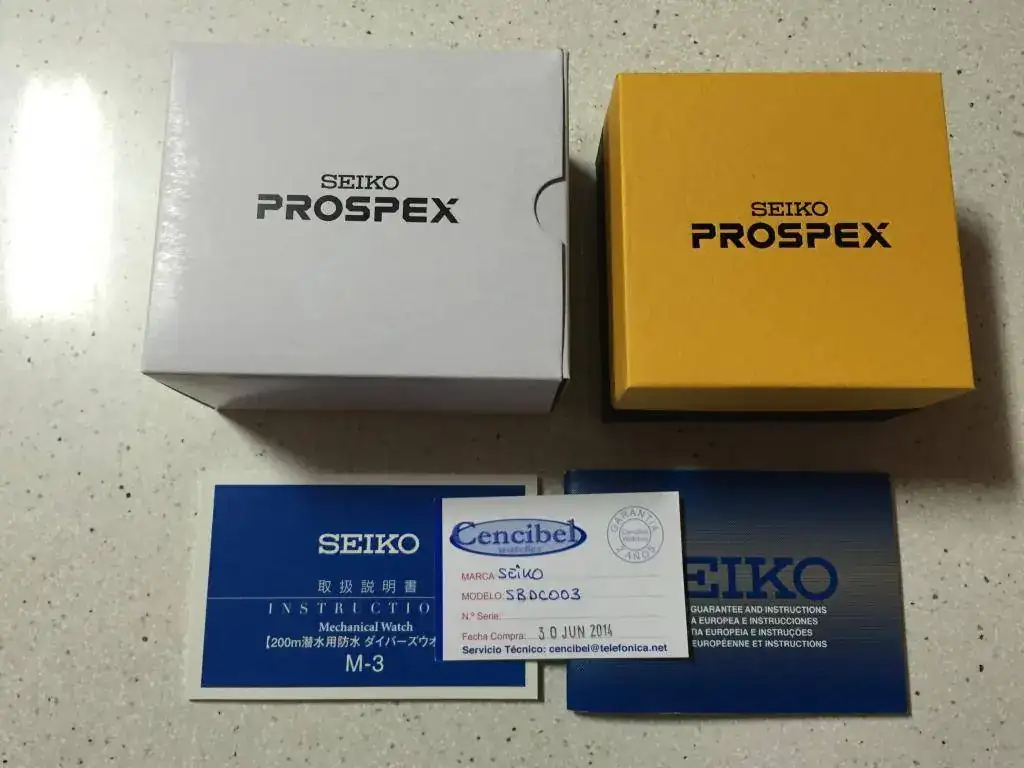 SEIKO
PROSPEX
SEIKO
PROSPEX
SEIKO
取扱説明書
INSTRUCTIO
Mechanical Watch
【200m潜水用防水 ダイバーズウオ
M-3
Cencibel
watches
GARANTIA
2 AÑOS
MARCA SEIKO
MODELO: SBDC003
N.º Serie:
Fecha Compra: 30 JUN 2014
Servicio Técnico: cencibel@telefonica.net
EIKO
GUARANTEE AND INSTRUCTIONS
A EUROPEA E INSTRUCCIONES
TIA EUROPEIA E INSTRUÇÕES
EUROPÉENNE ET INSTRUCTIONS